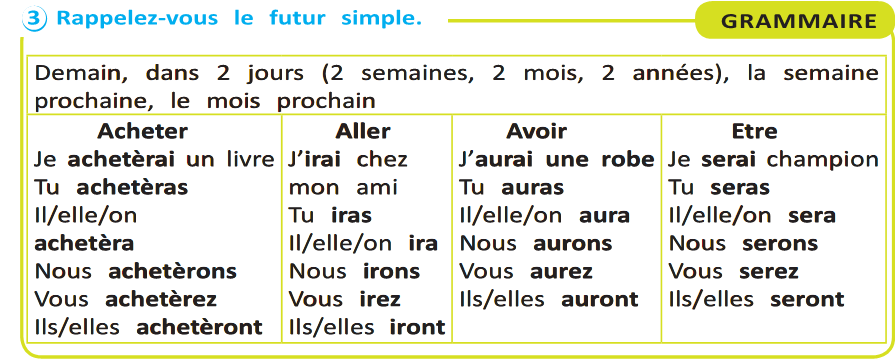 3 Rappelez-vous le futur simple.
GRAMMAIRE
Demain, dans 2 jours (2 semaines, 2 mois, 2 années), la semaine
prochaine, le mois prochain
Acheter
Je achetèrai un livre
Tu achetèras
Il/elle/on
achetèra
Nous achetèrons
Vous achetèrez
Ils/elles achetèront
Aller
J’irai chez
mon ami
Tu iras
Il/elle/on ira
Nous irons
Vous irez
Ils/elles iront
Avoir
J’aurai une robe
Tu auras
Il/elle/on aura
Nous aurons
Vous aurez
Ils/elles auront
Etre
Je serai champion
Tu seras
Il/elle/on sera
Nous serons
Vous serez
Ils/elles seront